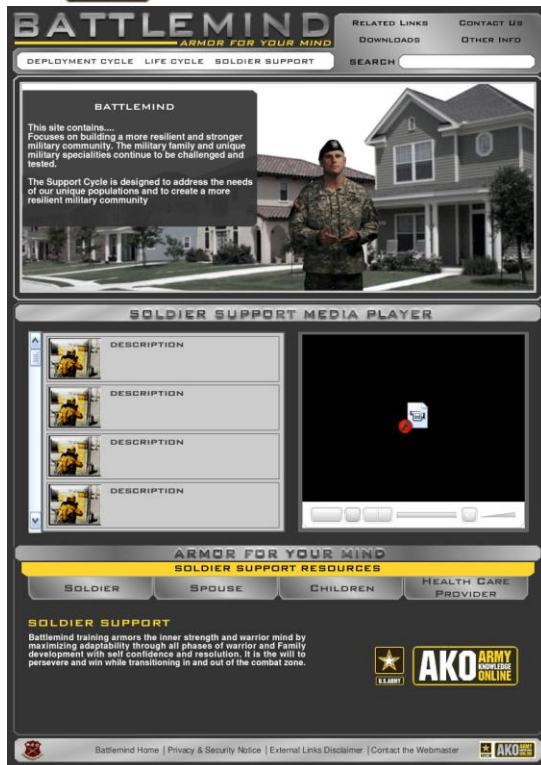 BATTLEMIND
ARMOR FOR YOUR MIND
RELATED LINKS
CONTACT US
DOWNLOADS
OTHER INFO
DEPLOYMENT CYCLE LIFE CYCLE SOLDIER SUPPORT
SEARCH
BATTLEMIND
This site contains....
Focuses on building a more resilient and stronger
military community. The military family and unique
military specialities continue to be challenged and
tested.
The Support Cycle is designed to address the needs
of our unique populations and to create a more
resilient military community
SOLDIER SUPPORT MEDIA PLAYER
DESCRIPTION
DESCRIPTION
DESCRIPTION
DESCRIPTION
ARMOR FOR YOUR MIND
SOLDIER SUPPORT RESOURCES
SOLDIER
SPOUSE
CHILDREN
HEALTH CARE
PROVIDER
SOLDIER SUPPORT
Battlemind training armors the inner strength and warrior mind by
maximizing adaptability through all phases of warrior and Family
development with self confidence and resolution. It is the will to
persevere and win while transitioning in and out of the combat zone.
U.S.ARMY
AKO ARMY
KNOWLEDGE
ONLINE
Battlemind Home | Privacy & Security Notice | External Links Disclaimer | Contact the Webmaster
AKO